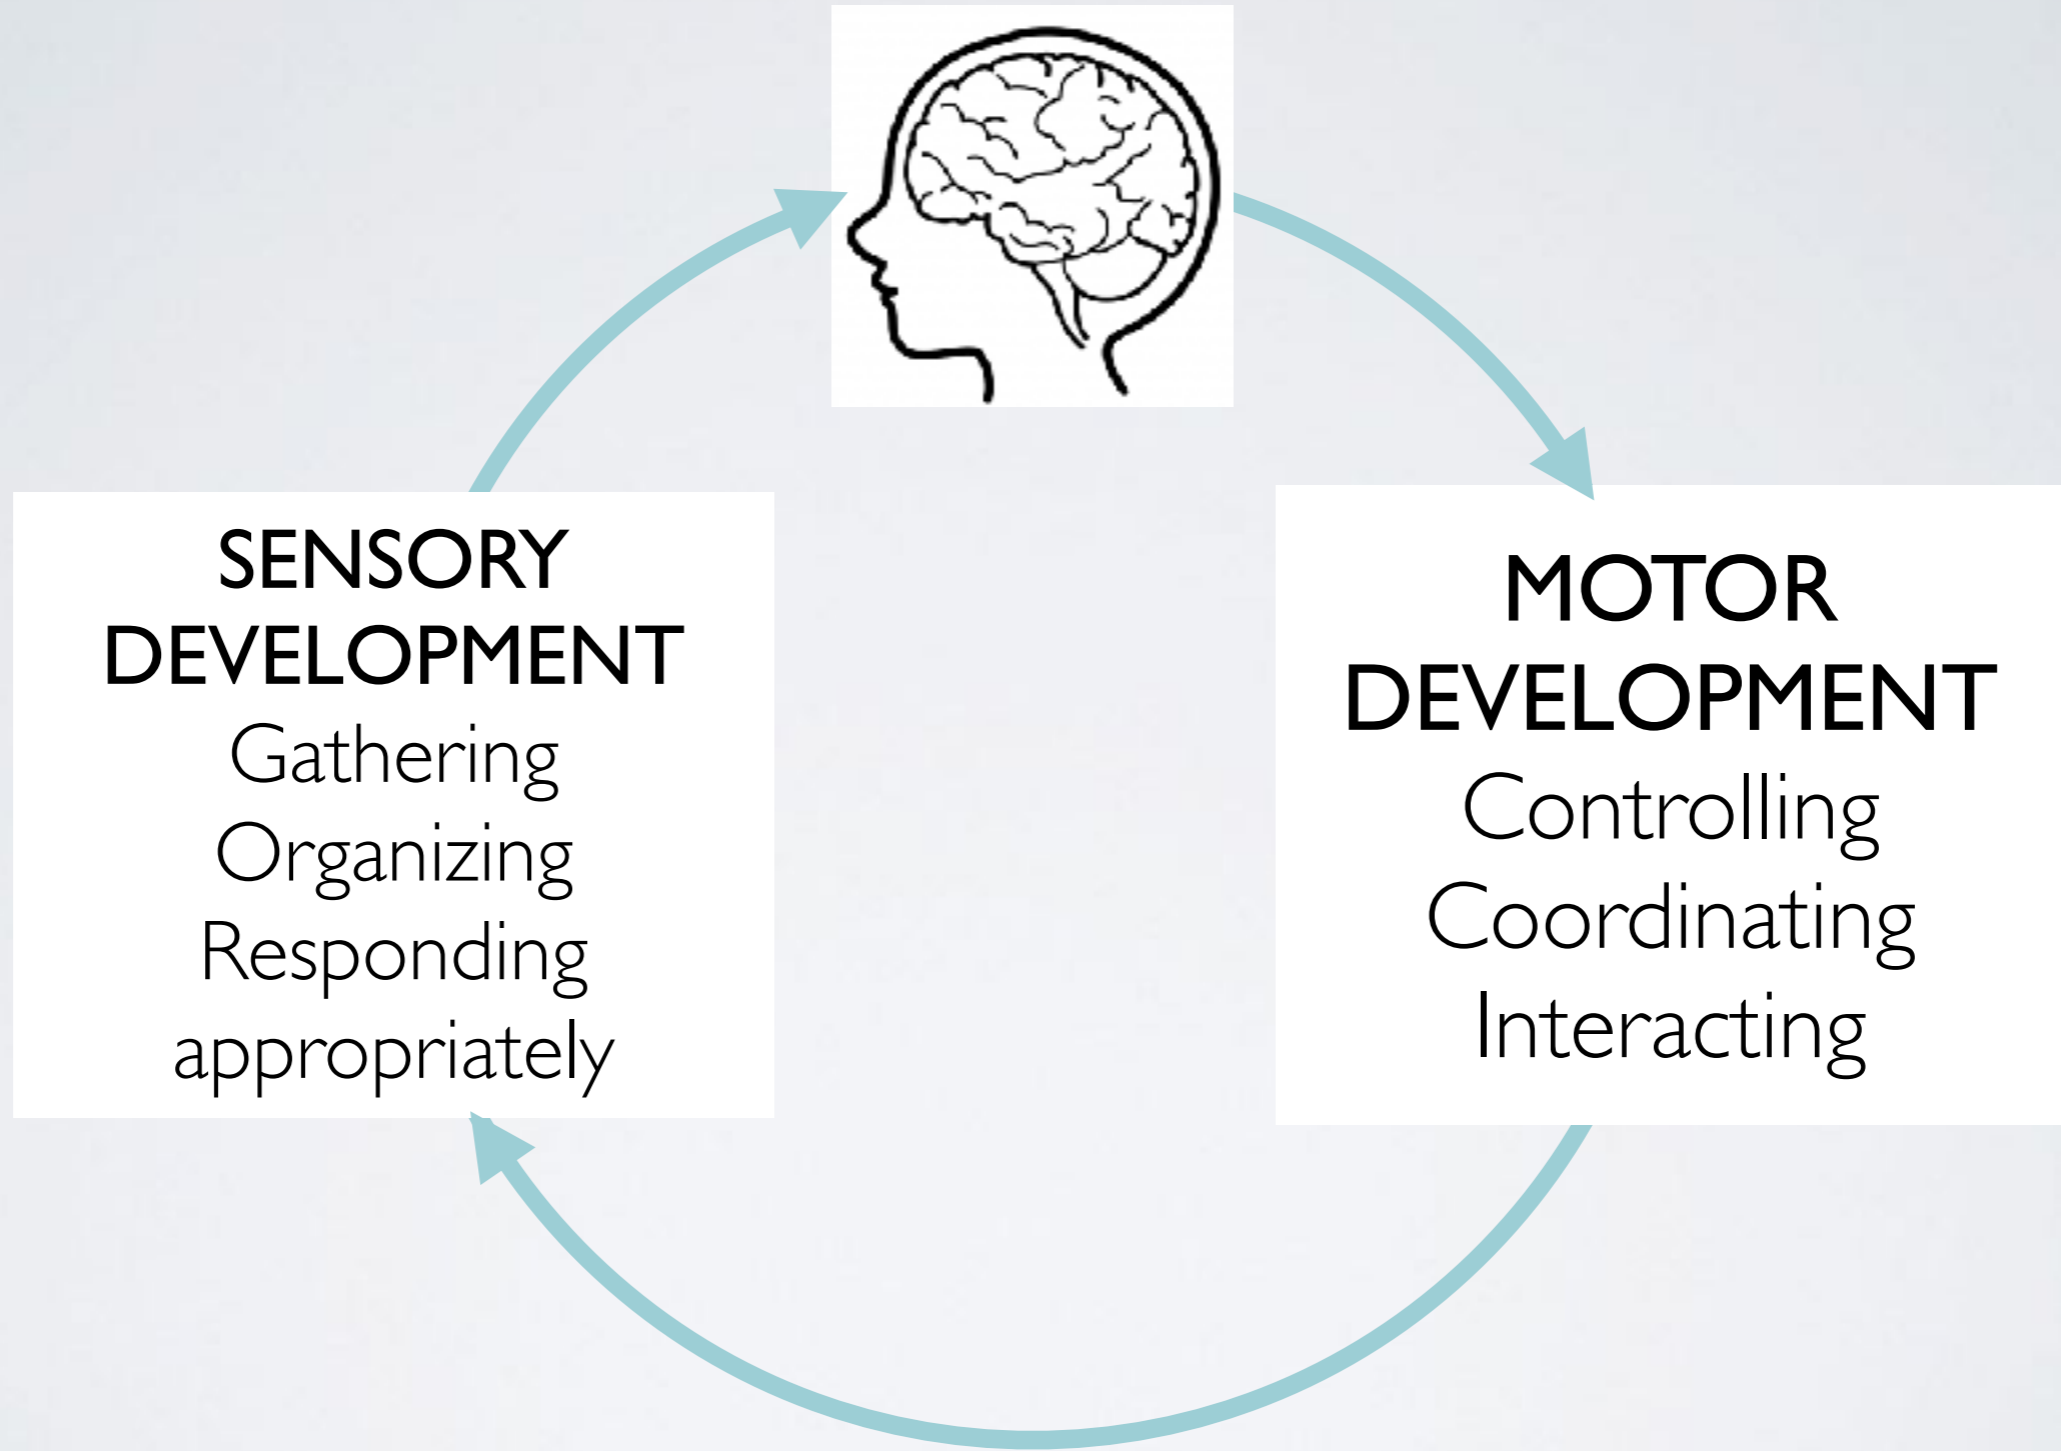 SENSORY
DEVELOPMENT
Gathering
Organizing
Responding
appropriately
MOTOR
DEVELOPMENT
Controlling
Coordinating
Interacting